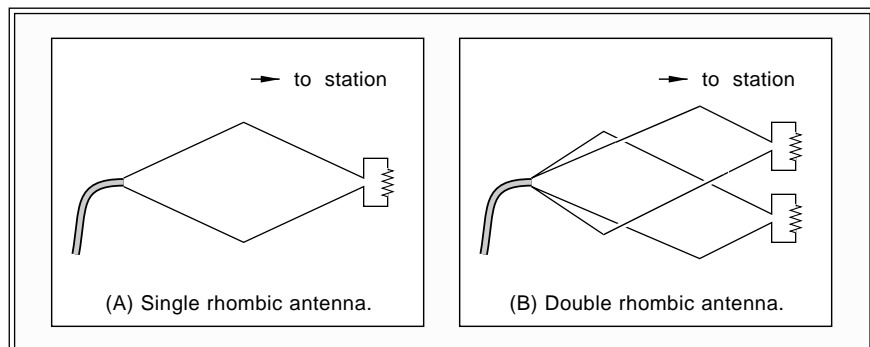 to station
(A) Single rhombic antenna.
to station
(B) Double rhombic antenna.